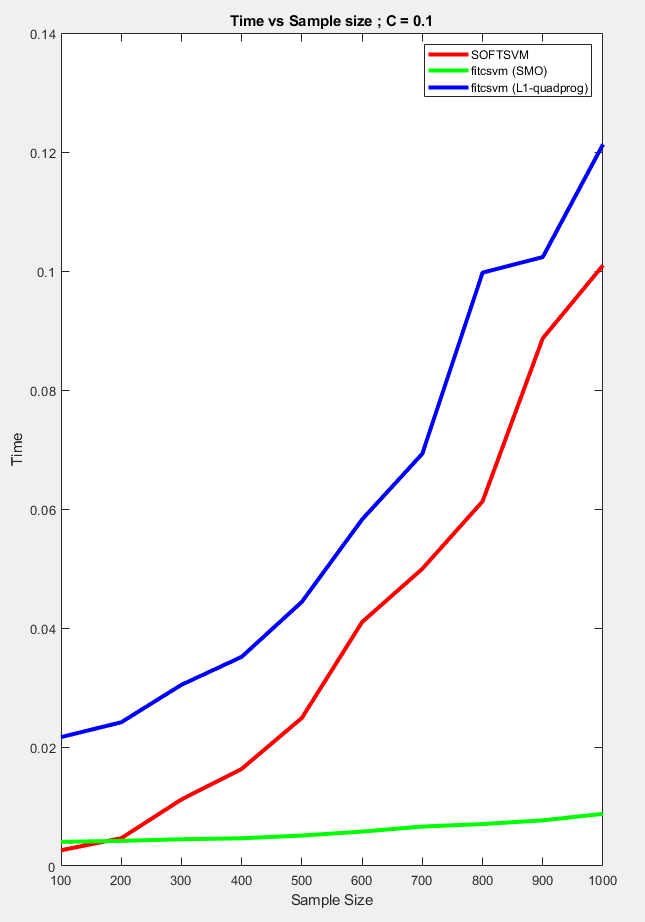 Time vs Sample size ; C = 0.1
SOFTSVM
fitcsvm (SMO)
fitcsvm (L1-quadprog)
0.14
0.12
0.1
0.08
0.06
0.04
0.02
0
Time
100 200 300 400 500 600 700 800 900 1000
Sample Size